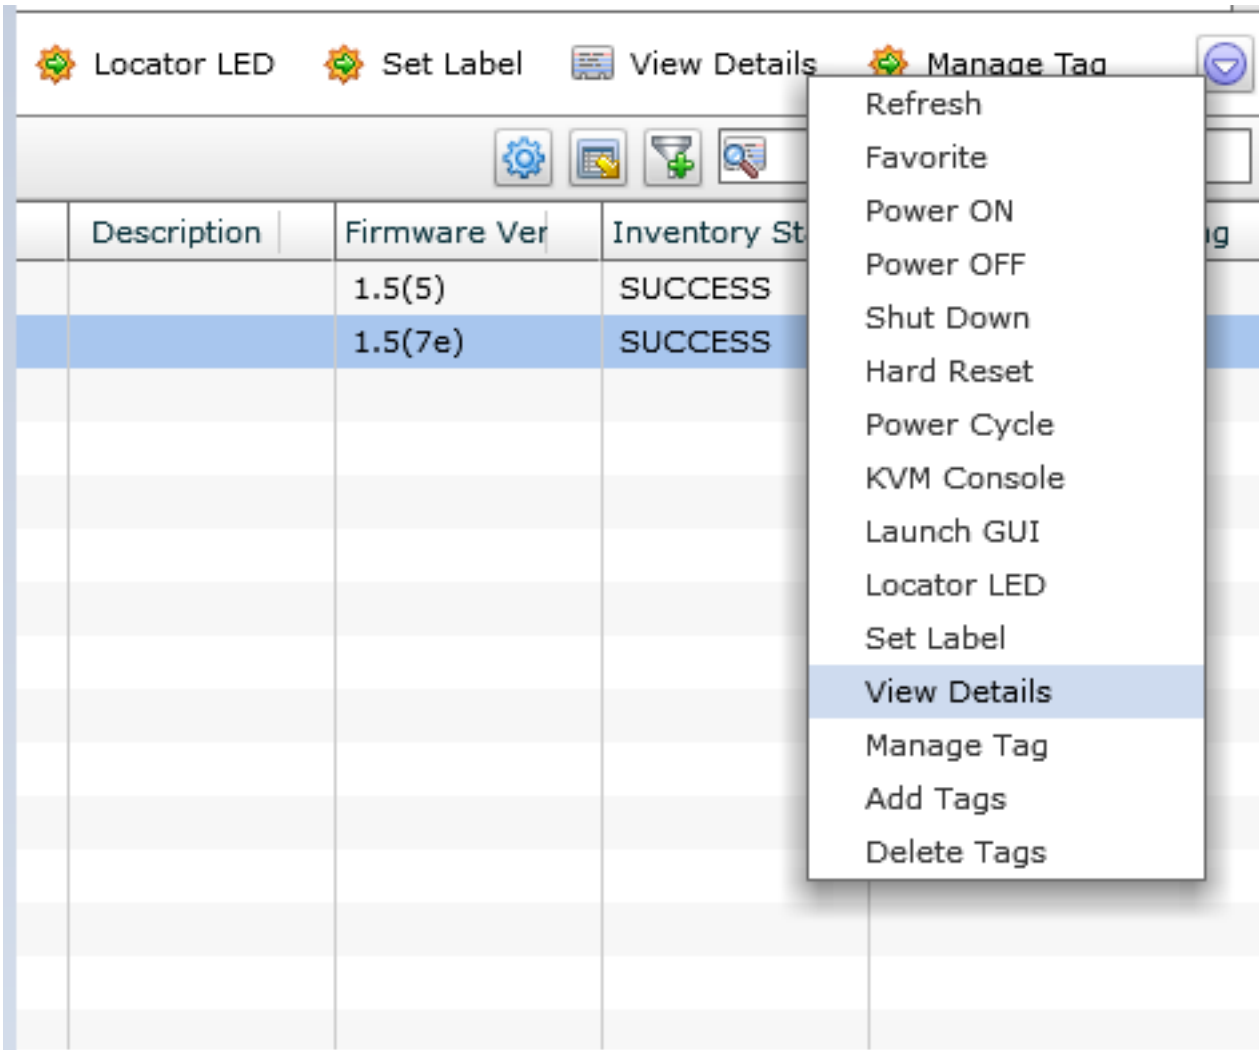 Locator LED Set Label View Details Manage Tag
Description Firmware Ver Inventory St
1.5(5) SUCCESS
1.5(7e) SUCCESS
Refresh
Favorite
Power ON
Power OFF
Shut Down
Hard Reset
Power Cycle
KVM Console
Launch GUI
Locator LED
Set Label
View Details
Manage Tag
Add Tags
Delete Tags